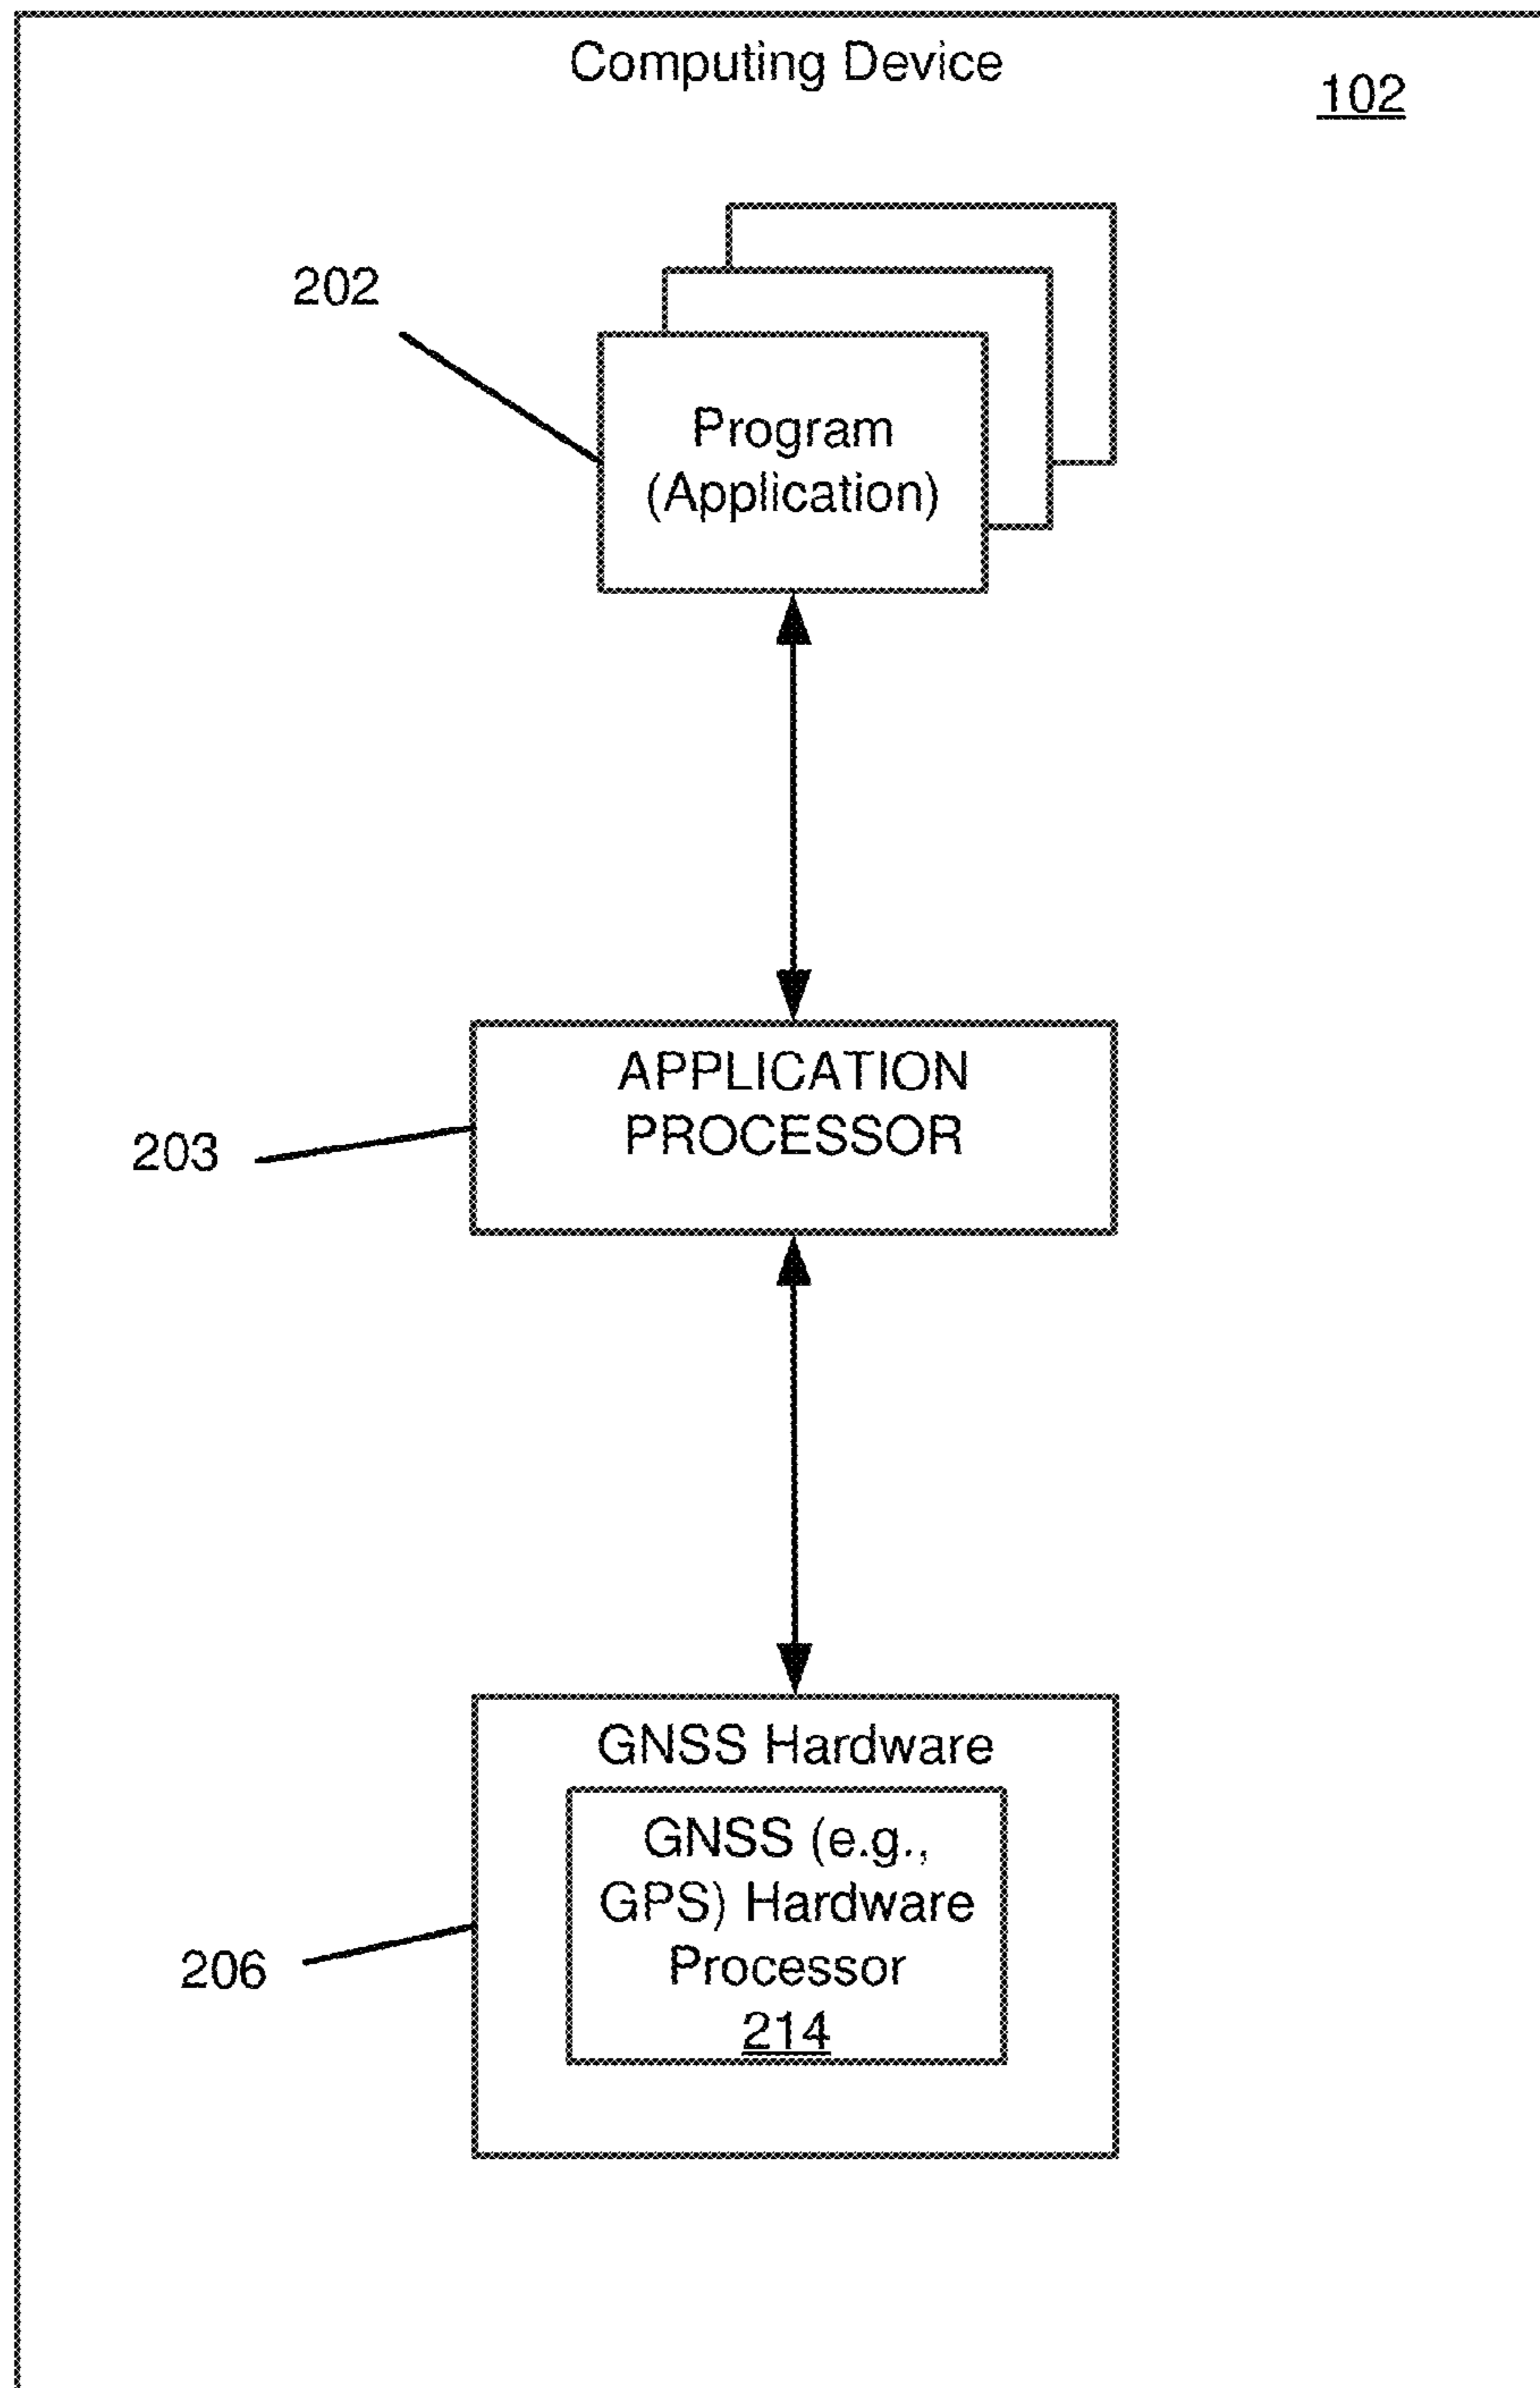 Computing Device
102
202
Program
(Application)
APPLICATION
PROCESSOR
203
GNSS Hardware
GNSS (e.g.,
GPS) Hardware
Processor
214
206